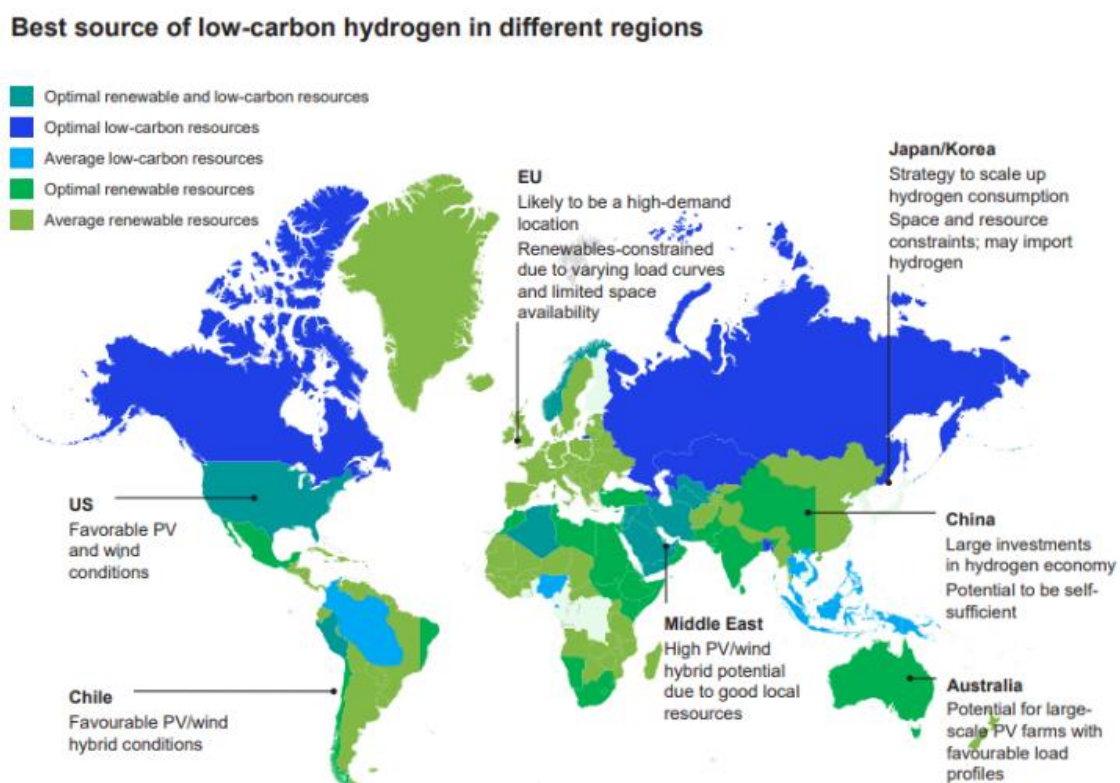 Best source of low-carbon hydrogen in different regions
Optimal renewable and low-carbon resources
Optimal low-carbon resources
Average low-carbon resources
Optimal renewable resources
Average renewable resources
EU
Likely to be a high-demand
location
Renewables-constrained
due to varying load curves
and limited space
availability
Japan/Korea
Strategy to scale up
hydrogen consumption
Space and resource
constraints; may import
hydrogen
US
Favorable PV
and wind
conditions
China
Large investments
in hydrogen economy
Potential to be self-
sufficient
Middle East
High PV/wind
hybrid potential
due to good local
resources
Chile
Favourable PV/wind
hybrid conditions
Australia
Potential for large-
scale PV farms with
favourable load
profiles